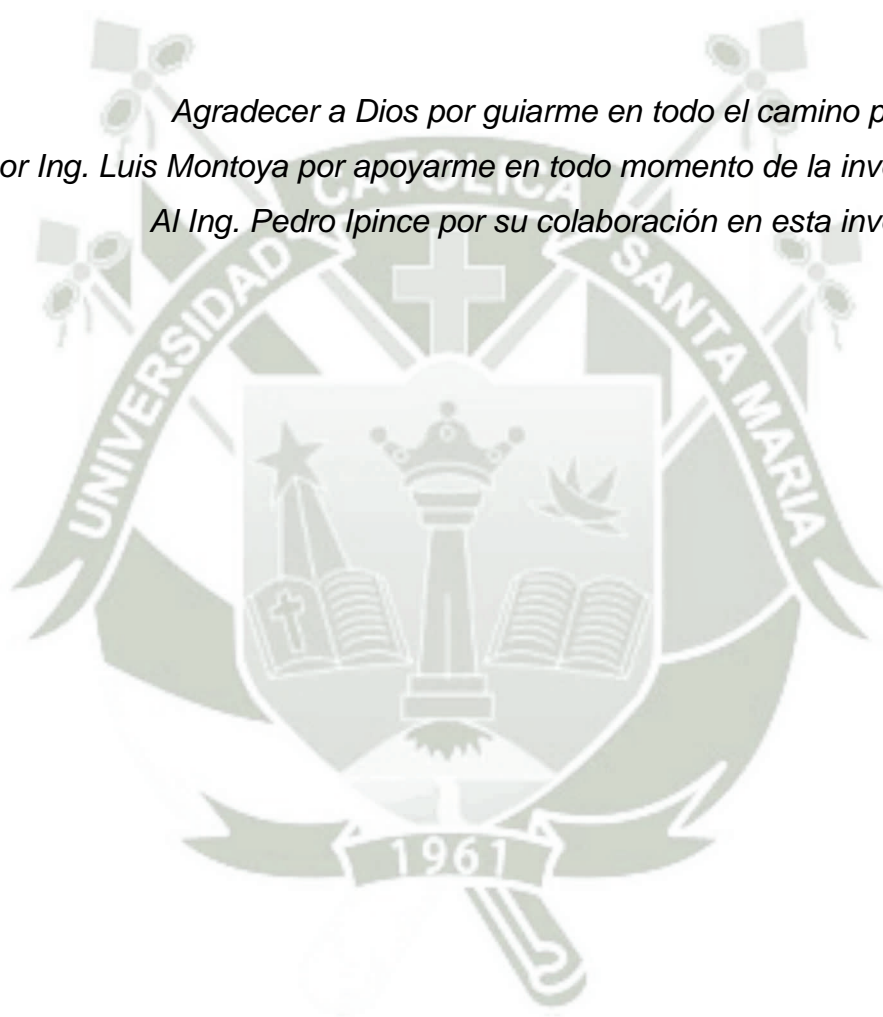 Agradecer a Dios por guiarme en todo el camino p
or Ing. Luis Montoya por apoyarme en todo momento de la inv
Al Ing. Pedro Ipince por su colaboración en esta inv
UNIVERSIDAD CATOLICA SANTA MARIA
1961